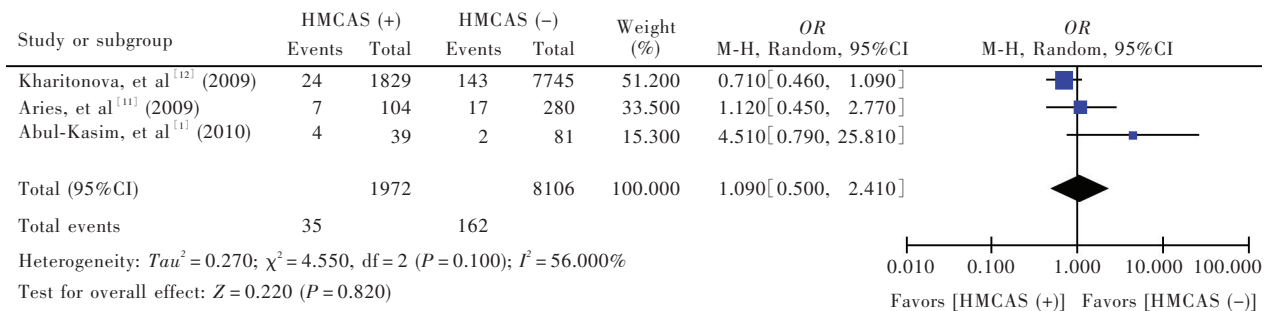 Study or subgroup HMCAS (+) HMCAS (−) Weight (%) OR M-H, Random, 95%CI OR M-H, Random, 95%CI
Events Total Events Total
Kharitonova, et al[12] (2009) 24 1829 143 7745 51.200 0.710[0.460, 1.090]
Aries, et al[11] (2009) 7 104 17 280 33.500 1.120[0.450, 2.770]
Abul-Kasim, et al[1] (2010) 4 39 2 81 15.300 4.510[0.790, 25.810]
Total (95%CI) 1972 8106 100.000 1.090[0.500, 2.410]
Total events 35 162
Heterogeneity: Tau² = 0.270; χ² = 4.550, df = 2 (P = 0.100); I² = 56.000%
Test for overall effect: Z = 0.220 (P = 0.820)
0.010 0.100 1.000 10.000 100.000
Favors [HMCAS (+)] Favors [HMCAS (−)]